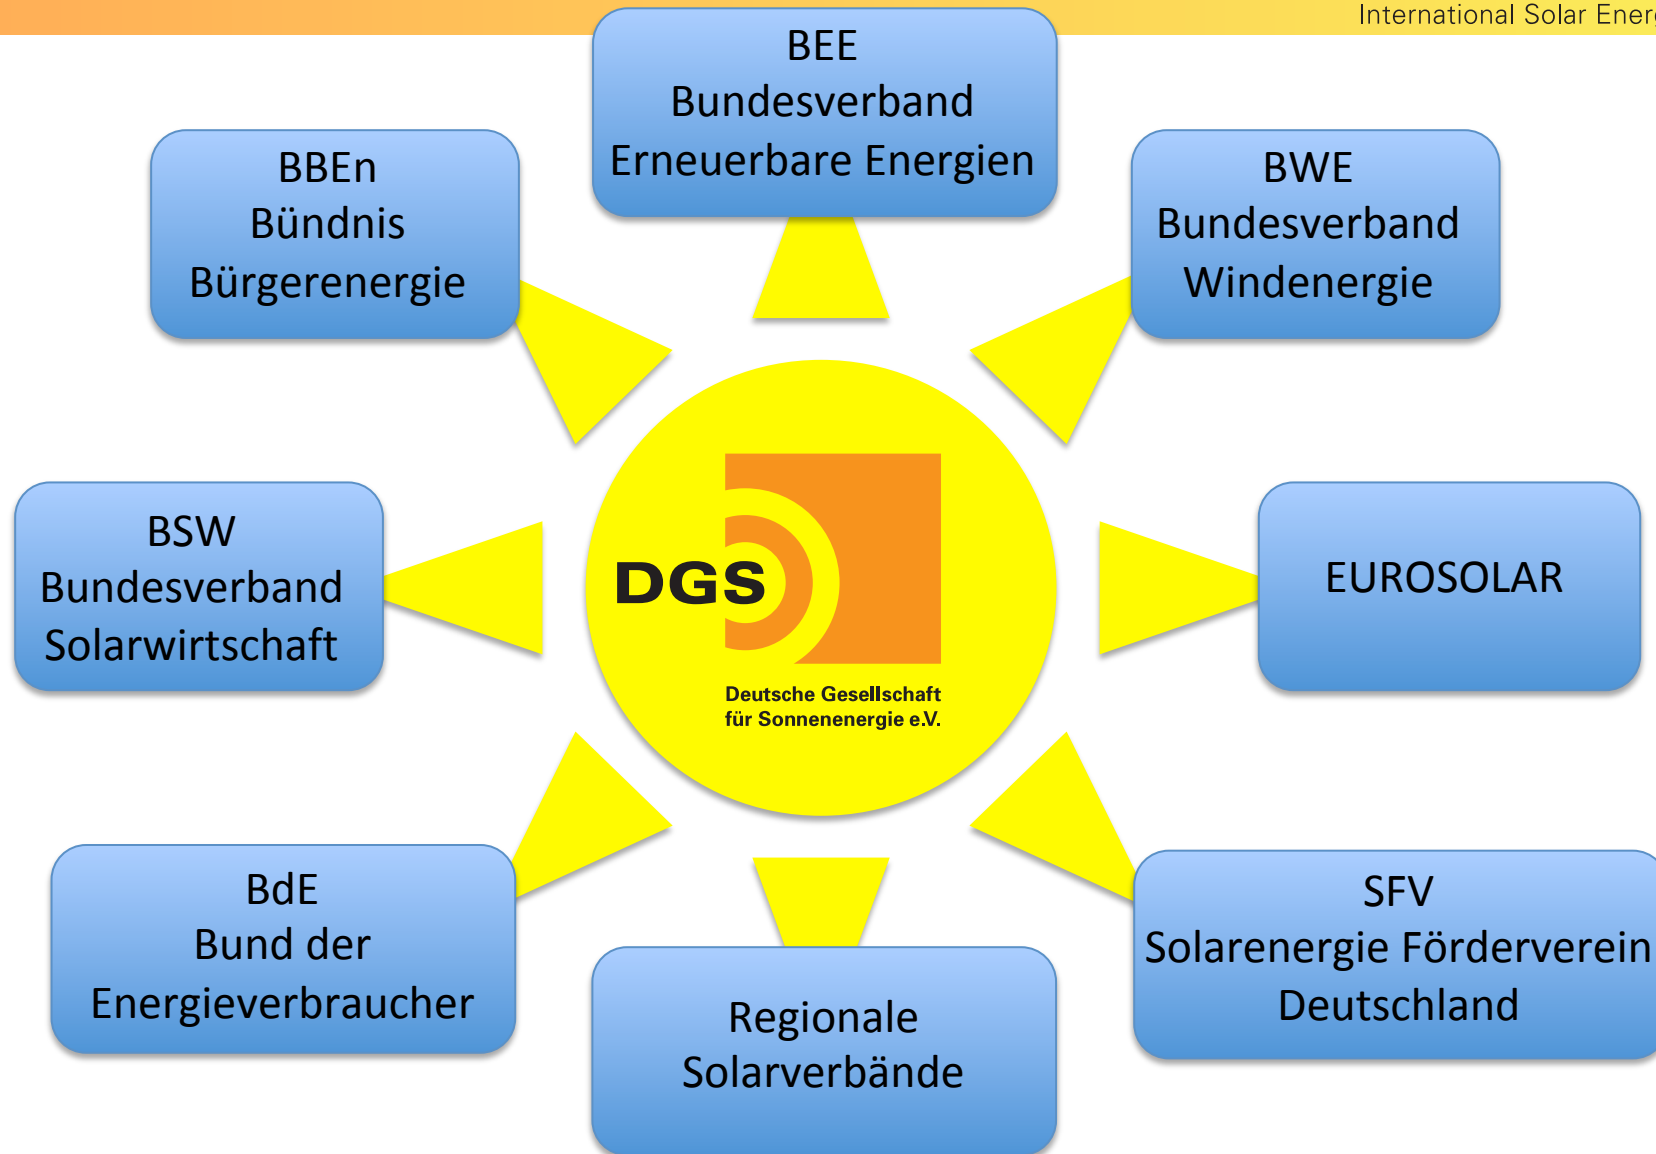 International Solar
BEE
Bundesverband
Erneuerbare Energien
BBEn
Bündnis
Bürgerenergie
BWE
Bundesverband
Windenergie
BSW
Bundesverband
Solarwirtschaft
DGS
Deutsche Gesellschaft
für Sonnenenergie e.V.
EUROSOLAR
BdE
Bund der
Energieverbraucher
Regionale
Solarverbände
SFV
Solarenergie Förderverein
Deutschland